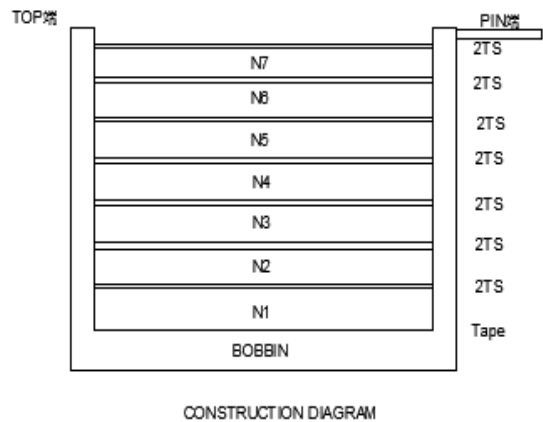 TOP端
PIN端
2TS
N7
2TS
N6
2TS
N5
2TS
N4
2TS
N3
2TS
N2
2TS
N1
Tape
BOBBIN
CONSTRUCTION DIAGRAM